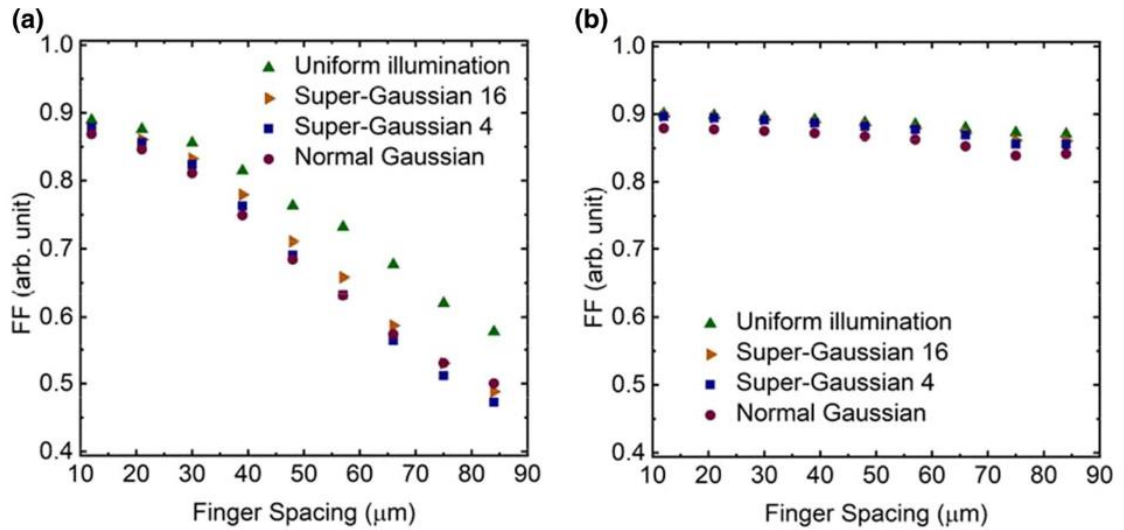 (a)
1.0
0.9
0.8
0.7
0.6
0.5
0.4
FF (arb. unit)
Uniform illumination
Super-Gaussian 16
Super-Gaussian 4
Normal Gaussian
10 20 30 40 50 60 70 80 90
Finger Spacing (μm)
(b)
1.0
0.9
0.8
0.7
0.6
0.5
0.4
FF (arb. unit)
Uniform illumination
Super-Gaussian 16
Super-Gaussian 4
Normal Gaussian
10 20 30 40 50 60 70 80 90
Finger Spacing (μm)